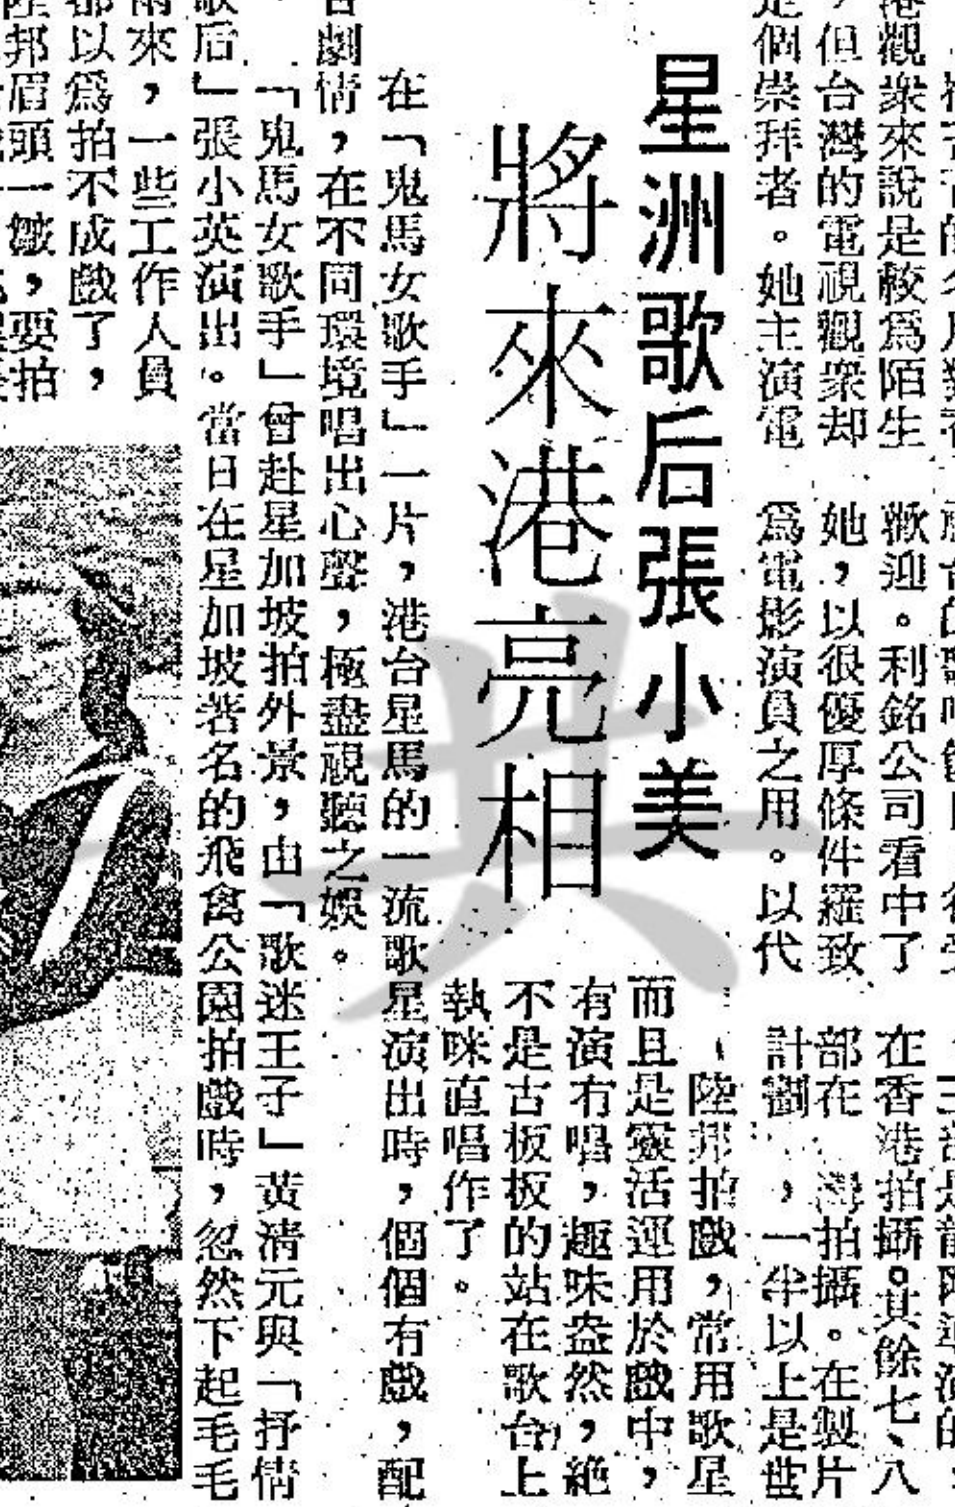 港觀衆來說是較爲陌生
，但台灣的電視觀衆却
是個崇拜者。她主演電
歡迎。利銘公司看中了
她，以很優厚條件羅致
爲電影演員之用。以代
在香港拍攝。其餘七、八
部在 灣拍攝。在製片
計劃 ，一半以上是世
星洲歌后張小美
將來港亮相
陸邦拍戲，常用歌星
而且是靈活運用於戲中，
有演有唱，趣味盎然，絕
不是古板板的站在歌台上
執咪直唱作了。
在「鬼馬女歌手」一片，港台星馬的一流歌星演出時，個個有戲，配
合劇情，在不同環境唱出心聲，極盡視聽之娛。
「鬼馬女歌手」曾赴星加坡拍外景，由「歌迷王子」黃清元與「抒情
歌后」張小英演出。當日在星加坡著名的飛禽公園拍戲時，忽然下起毛毛
雨來，一些工作人員
都以爲拍不成戲了，
陸邦眉頭一皺，要拍
共